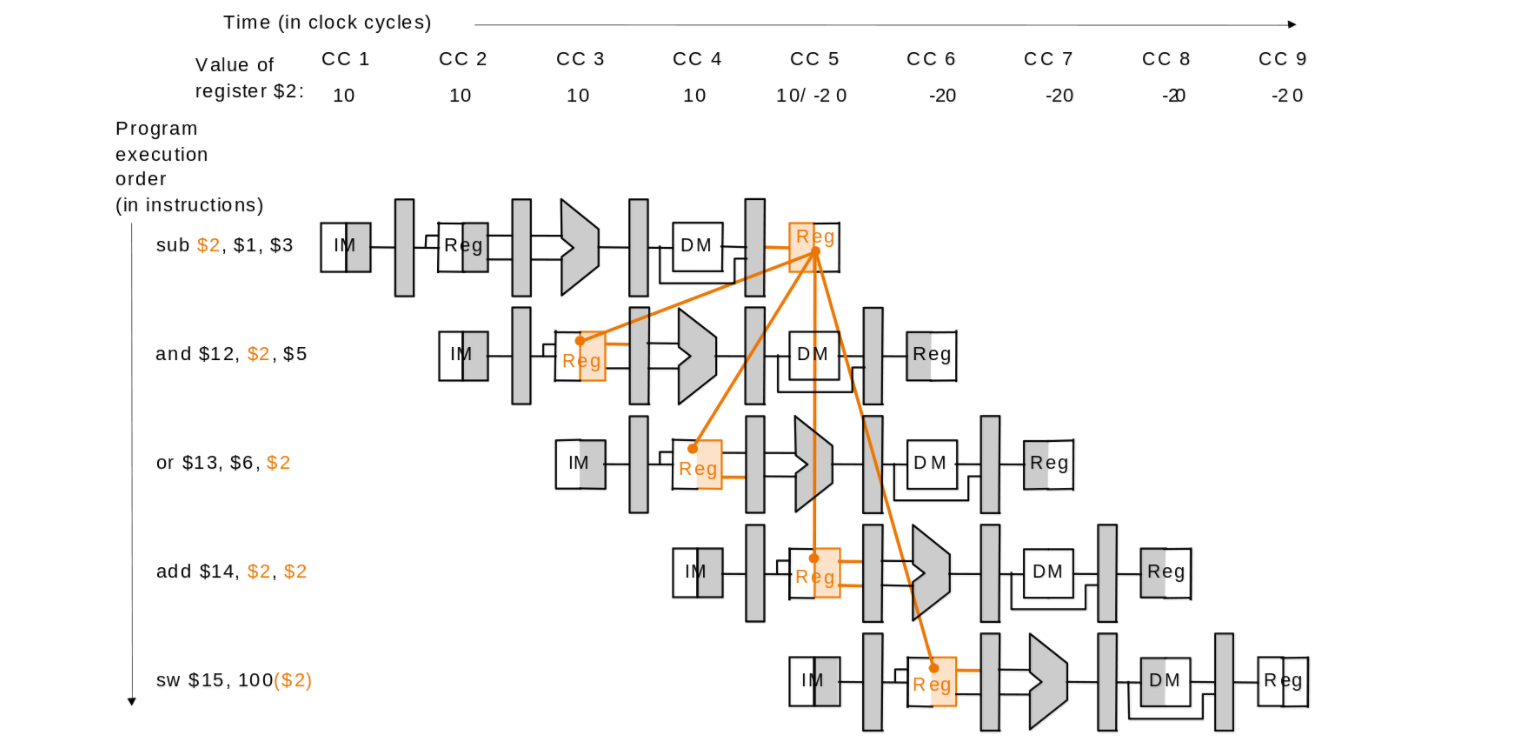 Time (in clock cycles)
Value of register $2:
CC 1 CC 2 CC 3 CC 4 CC 5 CC 6 CC 7 CC 8 CC 9
10 10 10 10 10/ -20 -20 -20 -20 -20
Program
execution
order
(in instructions)
sub $2, $1, $3
IM Reg DM Reg
and $12, $2, $5
IM Reg DM Reg
or $13, $6, $2
IM Reg DM Reg
add $14, $2, $2
IM Reg DM Reg
sw $15, 100($2)
IM Reg DM Reg